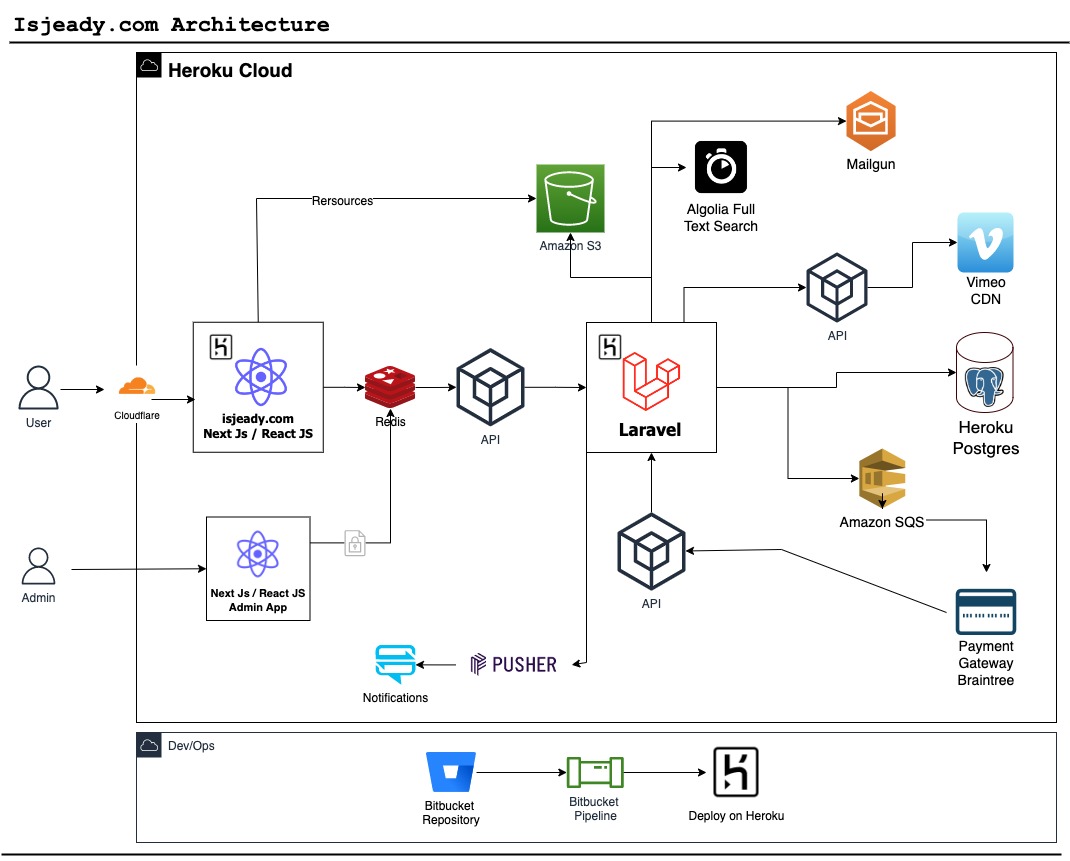 Isjeady.com Architecture
Heroku Cloud
Mailgun
Algolia Full
Text Search
Rersources
Amazon S3
Vimeo
CDN
API
User
Cloudflare
isjeady.com
Next Js / React JS
Redis
API
Laravel
Heroku
Postgres
Amazon SQS
Admin
Next Js / React JS
Admin App
API
Payment
Gateway
Braintree
PUSHER
Notifications
Dev/Ops
Bitbucket
Repository
Bitbucket
Pipeline
Deploy on Heroku